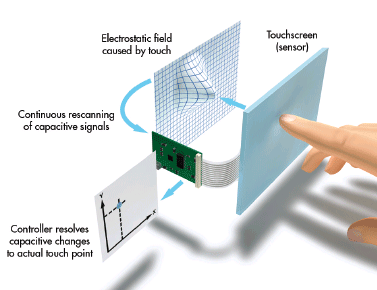 Electrostatic field
caused by touch
Touchscreen
(sensor)
Continuous rescanning
of capacitive signals
Y
X
Controller resolves
capacitive changes
to actual touch point